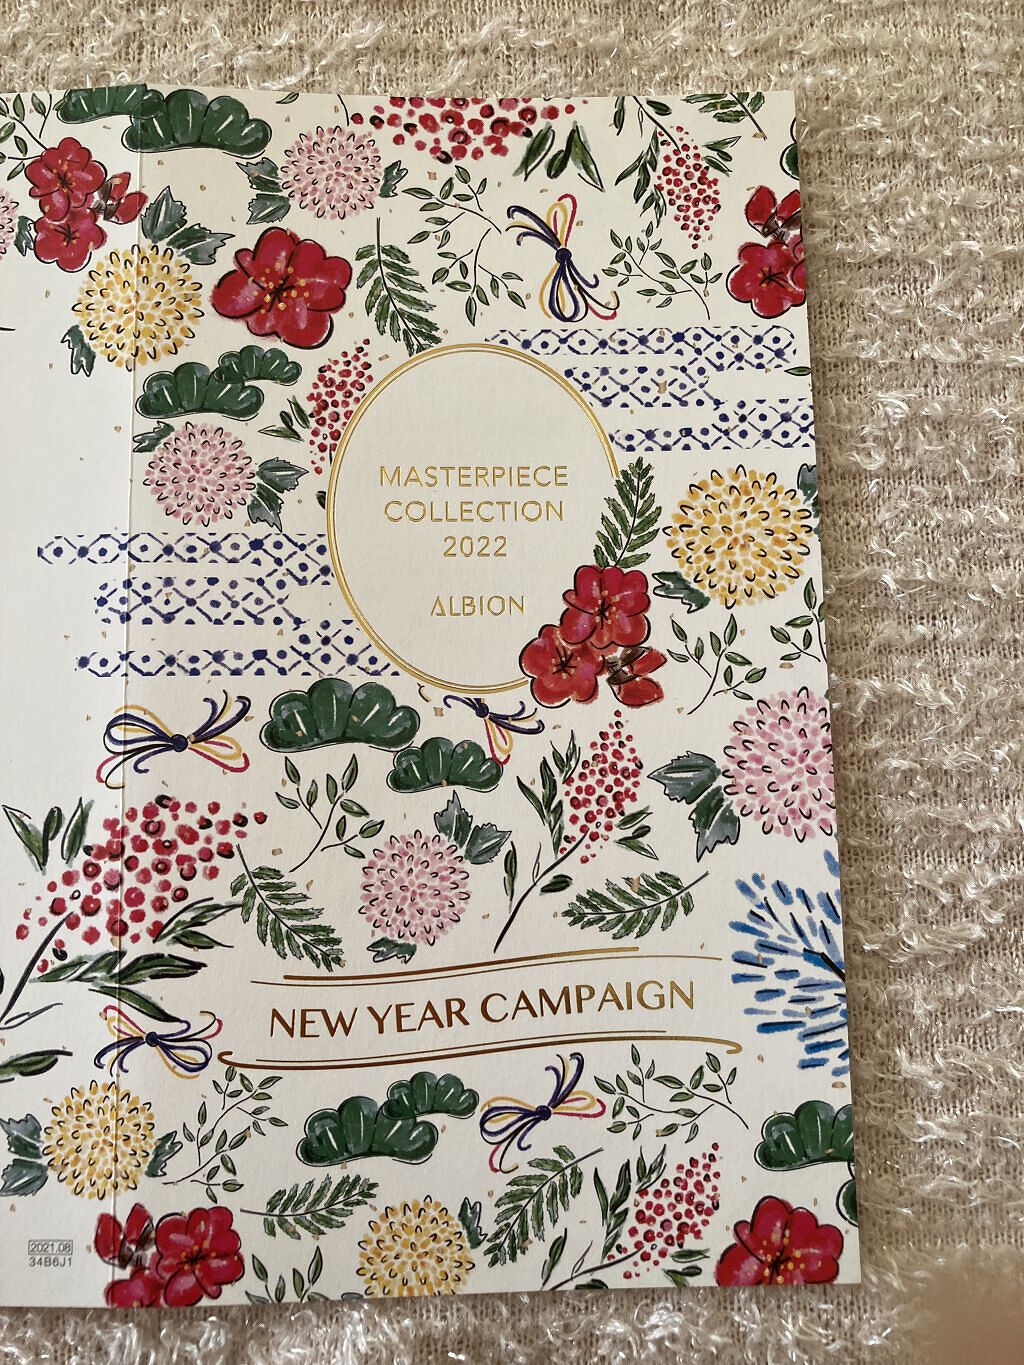 MASTERPIECE
COLLECTION
2022
ALBION
NEW YEAR CAMPAIGN
2021.08
34B6J1